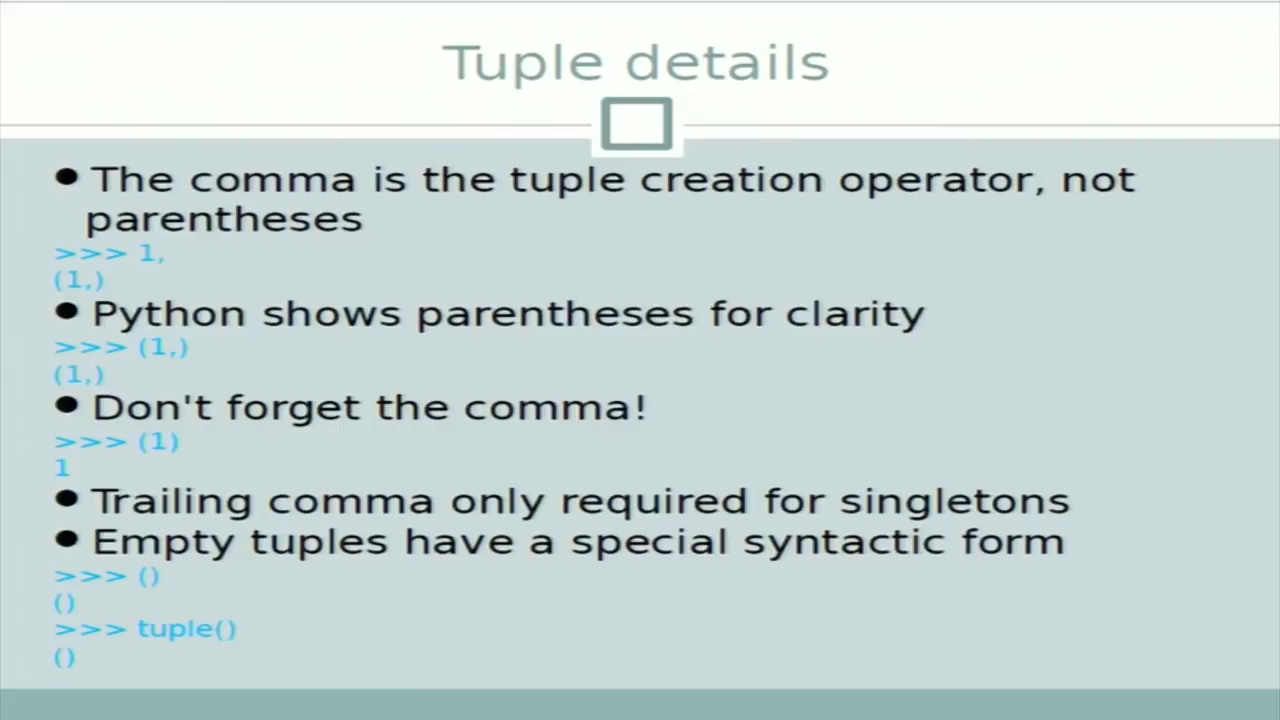 Tuple details
● The comma is the tuple creation operator, not
parentheses
>>> 1,
(1,)
● Python shows parentheses for clarity
>>> (1,)
(1,)
● Don't forget the comma!
>>> (1)
1
● Trailing comma only required for singletons
● Empty tuples have a special syntactic form
>>> ()
()
>>> tuple()
()